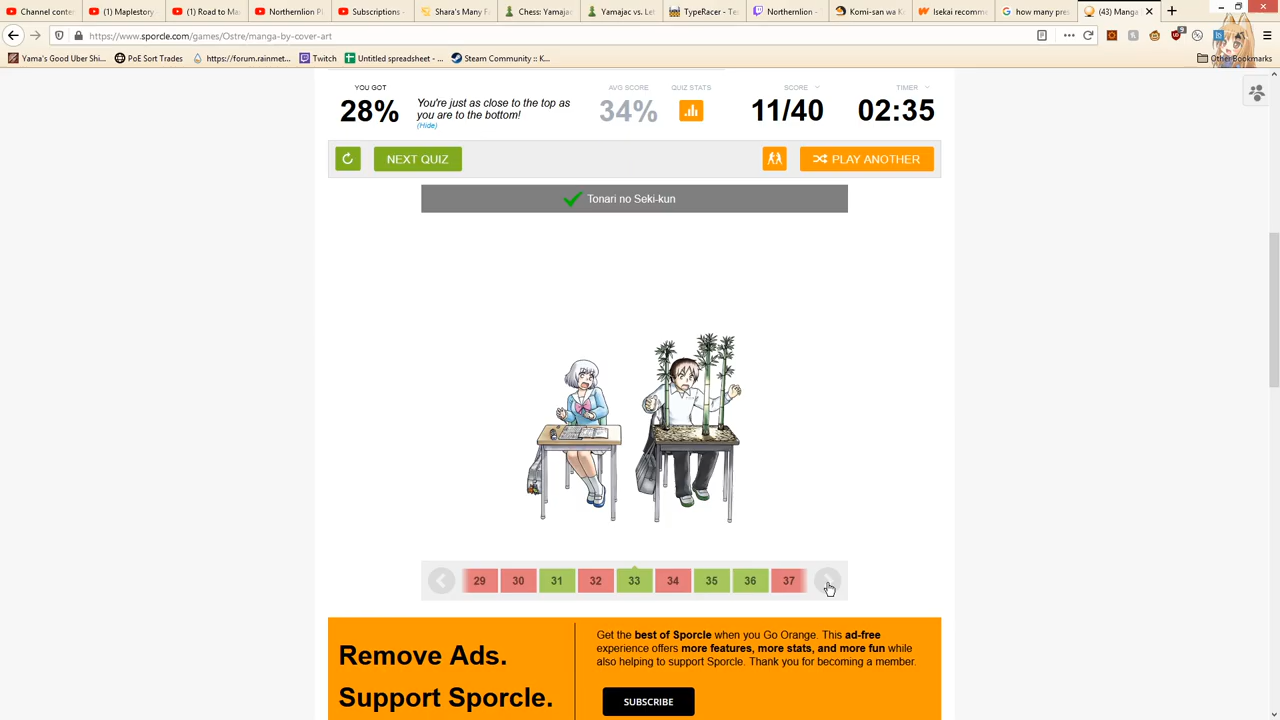 Channel conten
(1) Maplestory
(1) Road to Ma
Northernlion Pl
Subscriptions -
Shara's Many F
Chess: Yamajac
Yamajac vs. Le
TypeRacer - Te
Northernlion -
Komi-san wa K
Isekai recomme
how many pres
(43) Manga
https://www.sporcle.com/games/Ostre/manga-by-cover-art
Yama's Good Uber Shi...
PoE Sort Trades
https://forum.rainmet...
Twitch
Untitled spreadsheet - ...
Steam Community :: K...
Other Bookmarks
YOU GOT
28%
You're just as close to the top as
you are to the bottom!
(Hide)
AVG SCORE
34%
QUIZ STATS
SCORE
11/40
TIMER
02:35
NEXT QUIZ
PLAY ANOTHER
Tonari no Seki-kun
29 30 31 32 33 34 35 36 37
Remove Ads.
Support Sporcle.
Get the best of Sporcle when you Go Orange. This ad-free
experience offers more features, more stats, and more fun while
also helping to support Sporcle. Thank you for becoming a member.
SUBSCRIBE